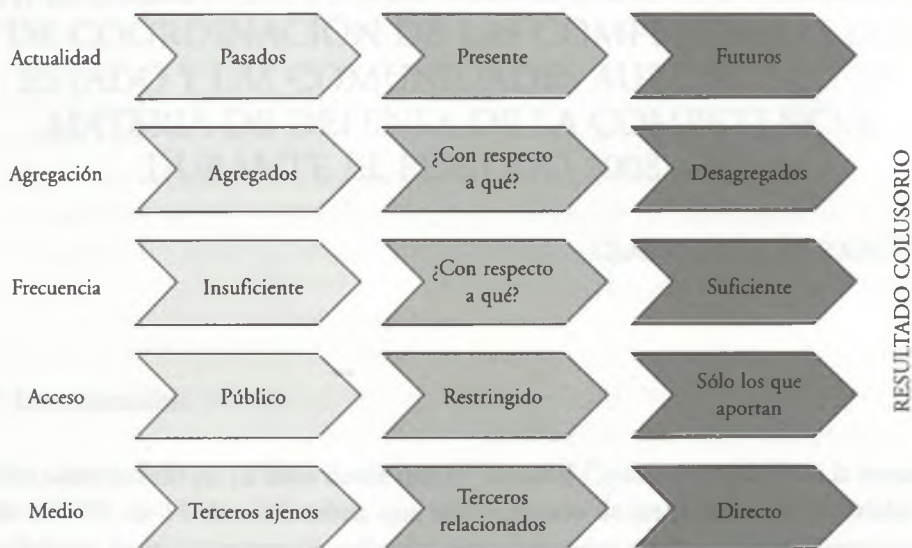 Actualidad
Pasados
Presente
Futuros
Agregación
Agregados
¿Con respecto
a qué?
Desagregados
Frecuencia
Insuficiente
¿Con respecto
a qué?
Suficiente
Acceso
Público
Restringido
Sólo los que
aportan
Medio
Terceros ajenos
Terceros
relacionados
Directo
RESULTADO COLUSORIO